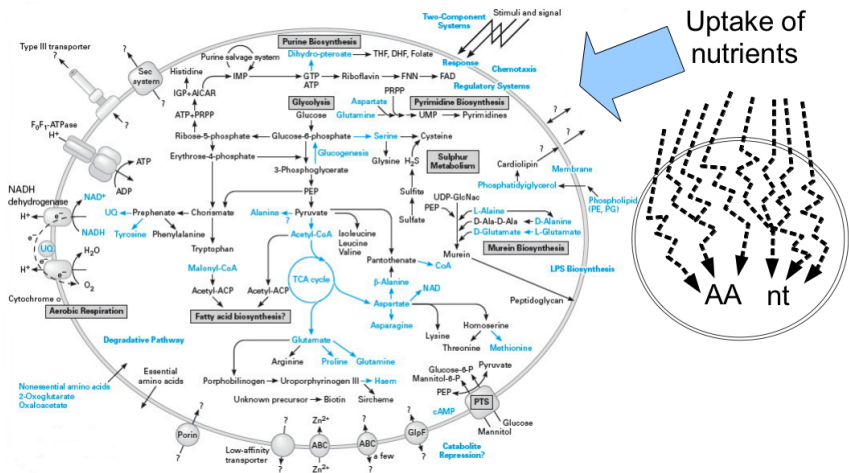 Uptake of
nutrients
Stimuli and signal
Two-Component
Systems
Purine Biosynthesis
Dihydro-pteroate
THF, DHF, Folate
Type III transporter
?
?
Sec
system
?
Purine salvage system
Response
Chemotaxis
Histidine
IMP
GTP
ATP
Riboflavin
FNN
FAD
Regulatory Systems
IGP+AICAR
PRPP
Glycolysis
Aspartate
Pyrimidine Biosynthesis
ATP+PRPP
Glucose
Glutamine
UMP
Pyrimidines
?
F0F1-ATPase
H+
Ribose-5-phosphate
Glucose-6-phosphate
Serine
Cysteine
?
ATP
Erythrose-4-phosphate
Glucogenesis
Glycine
H2S
Sulphur
Metabolism
Cardiolipin
Membrane
ADP
3-Phosphoglycerate
Phosphatidyiglycerol
NADH
dehydrogenase
NAD+
PEP
Sulfite
UDP-GlcNac
Phospholipid
(PE, PG)
H+
e-
UQ
Prephenate
Chorismate
Alanine
Pyruvate
PEP
L-Alaine
D-Ala-D-Ala
D-Alanine
NADH
Tyrosine
Phenylalanine
?
Acetyl-CoA
Isoleucine
Leucine
Valine
Sulfate
D-Glutamate
L-Glutamate
e-
UQ
H2O
Tryptophan
Murein
Murein Biosynthesis
Pantothenate
CoA
H+
e-
O2
Malonyl-CoA
TCA cycle
β-Alanine
NAD
LPS Biosynthesis
AA
nt
Cytochrome o
Acetyl-ACP
Acetyl-ACP
Aspartate
Peptidoglycan
Aerobic Respiration
Fatty acid biosynthesis?
Asparagine
Homoserine
Lysine
Degradative Pathway
Glutamate
Threonine
Methionine
Arginine
Proline
Glutamine
Pyruvate
Nonessential amino acids
2-Oxoglutarate
Oxaloacetate
Essential
amino acids
Porphobilinogen
Uroporphyrinogen III
Haem
Glucose-6-P
Mannitol-6-P
PEP
Unknown precursor
Biotin
Sircheme
cAMP
PTS
Glucose
Mannitol
?
Porin
?
?
Low-affinity
transporter
?
Zn2+
ABC
Zn2+
?
ABC
a few
?
?
GlpF
?
Catabolite
Repression?